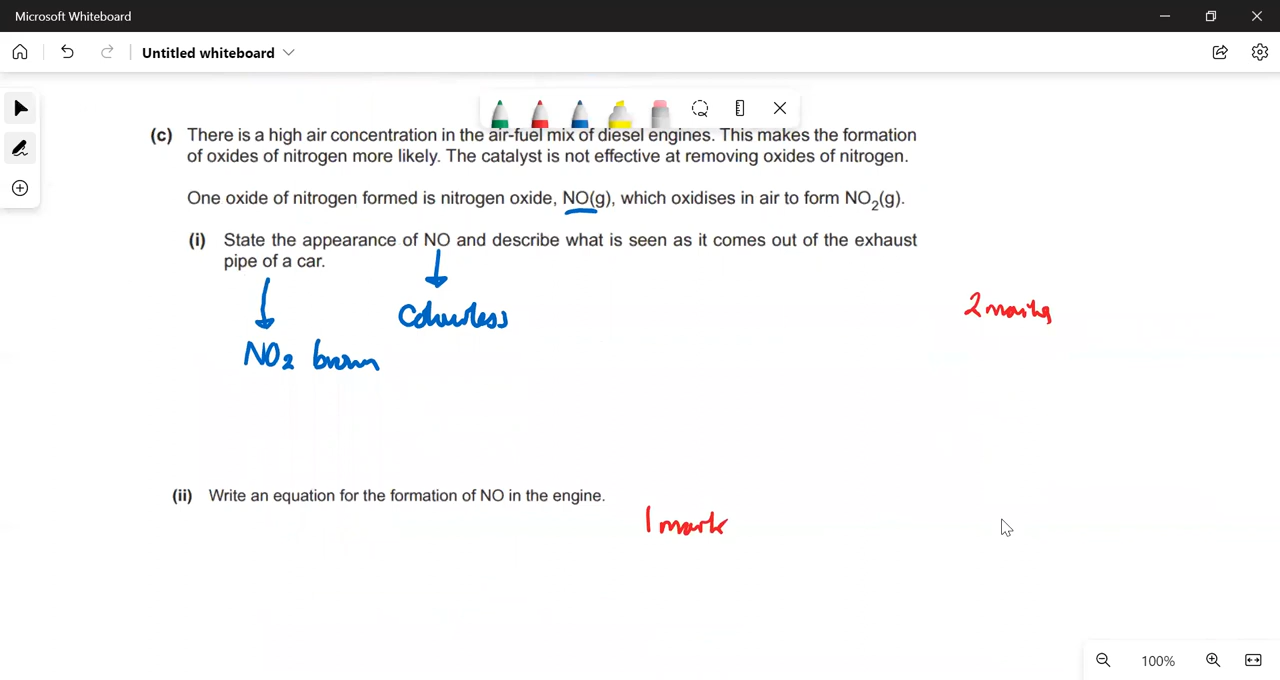 Microsoft Whiteboard
Untitled whiteboard
(c) There is a high air concentration in the air-fuel mix of diesel engines. This makes the formation
of oxides of nitrogen more likely. The catalyst is not effective at removing oxides of nitrogen.
One oxide of nitrogen formed is nitrogen oxide, NO(g), which oxidises in air to form NO₂(g).
(i) State the appearance of NO and describe what is seen as it comes out of the exhaust
pipe of a car.
Colourless
2 marks
NO₂ brown
(ii) Write an equation for the formation of NO in the engine.
1 mark
100%